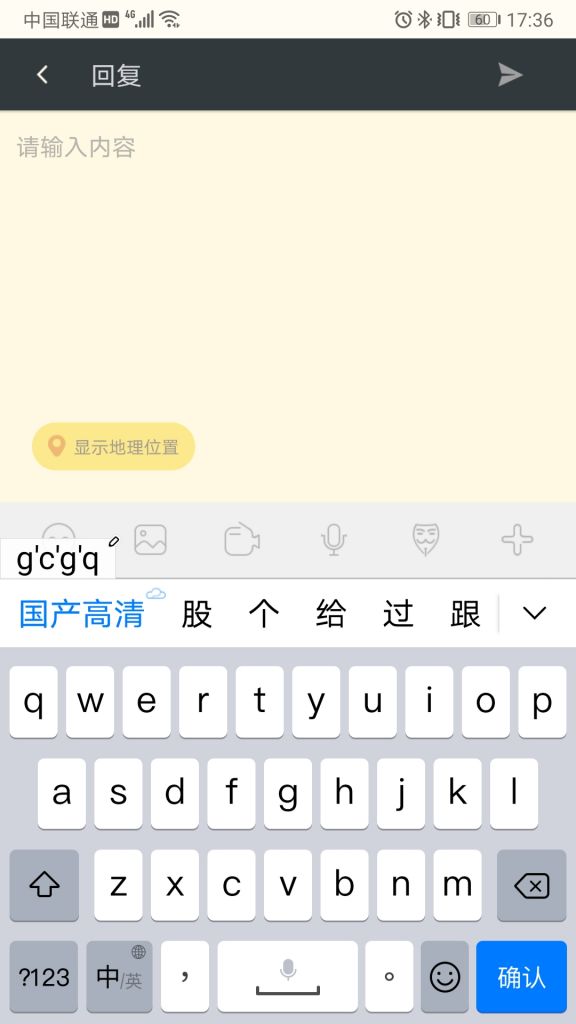 中国联通 HD 4G 60 17:36
回复
请输入内容
显示地理位置
g'c'g'q
国产高清 股 个 给 过 跟
q w e r t y u i o p
a s d f g h j k l
z x c v b n m
?123 中/英 ， 。 确认